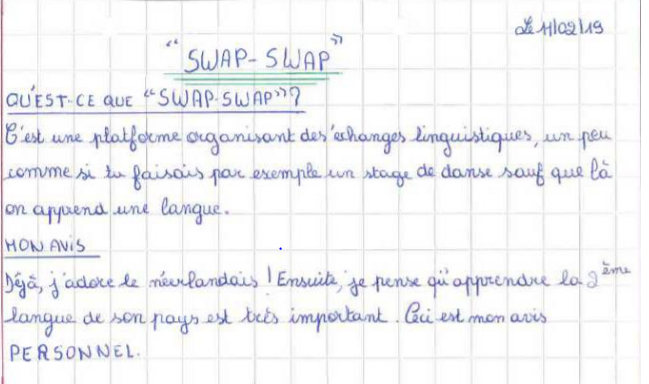 Le 11/02/19
"SWAP-SWAP"
QU'EST-CE QUE "SWAP-SWAP"?
C'est une platforme organisant des échanges linguistiques, un peu
comme si tu faisais par exemple un stage de danse sauf que là
on apprend une langue.
MON AVIS
Déjà, j'adore le néerlandais ! Ensuite, je pense qu'apprendre la 2ème
langue de son pays est très important. Ceci est mon avis
PERSONNEL.